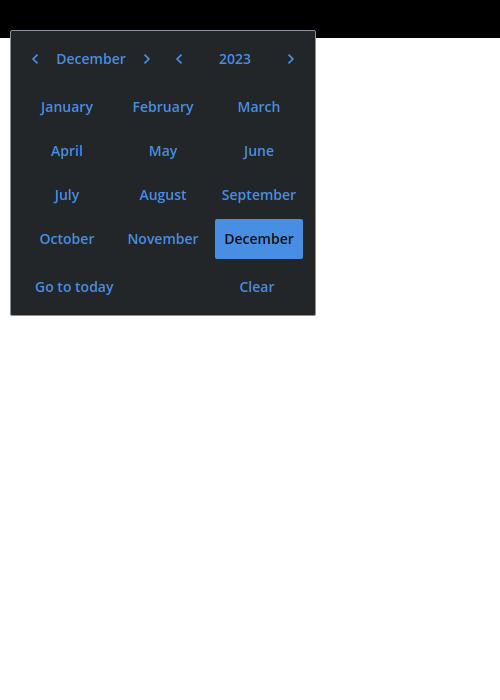 December 2023
January February March
April May June
July August September
October November December
Go to today Clear